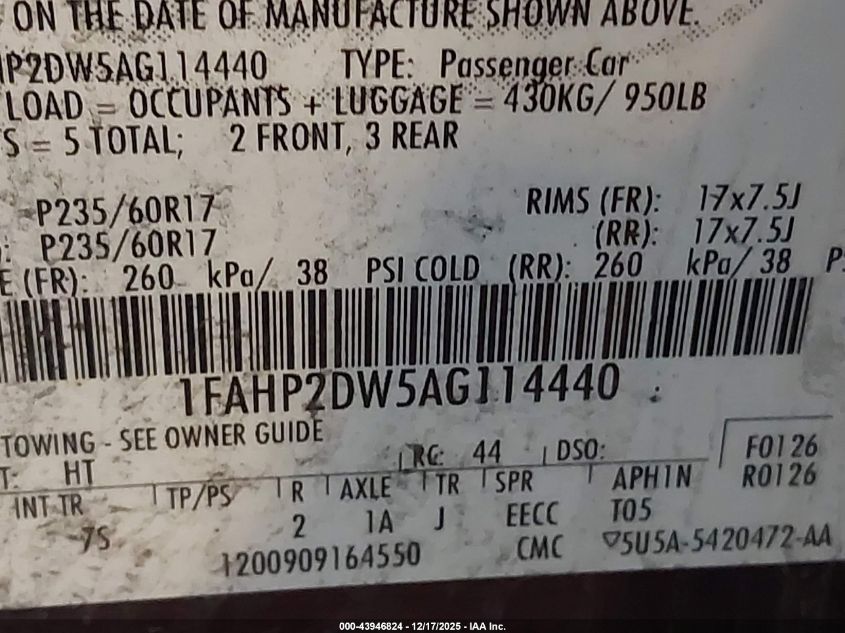 ON THE DATE OF MANUFACTURE SHOWN ABOVE.
HP2DW5AG114440 TYPE: Passenger Car
LOAD = OCCUPANTS + LUGGAGE = 430KG/ 950LB
S = 5 TOTAL; 2 FRONT, 3 REAR
P235/60R17 RIMS (FR): 17x7.5J
: P235/60R17 (RR): 17x7.5J
E (FR): 260 kPa/ 38 PSI COLD (RR): 260 kPa/ 38 P
1FAHP2DW5AG114440
TOWING - SEE OWNER GUIDE
RC: 44 DSO: F0126
T: HT R0126
INT TR TP/PS R AXLE TR SPR APH1N
7S 2 1A J EECC T05
1200909164550 CMC ▽5U5A-5420472-AA
000-43946824 - 12/17/2025 - IAA Inc.